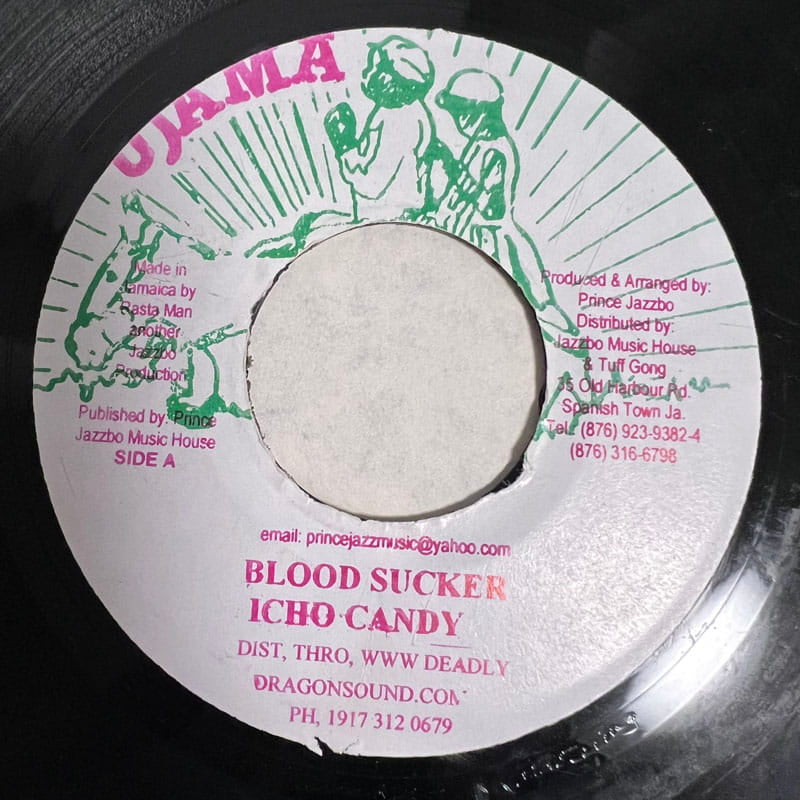 UJAMA
Made in
Jamaica by
Rasta Man
another
Jazzbo
Production
Published by: Prince
Jazzbo Music House
SIDE A
Produced & Arranged by:
Prince Jazzbo
Distributed by:
Jazzbo Music House
& Tuff Gong
35 Old Harbour Rd.
Spanish Town Ja.
Tel.: (876) 923-9382-4
(876) 316-6798
email: princejazzmusic@yahoo.com
BLOOD SUCKER
ICHO CANDY
DIST, THRO, WWW DEADLY
DRAGONSOUND.COM
PH, 1917 312 0679